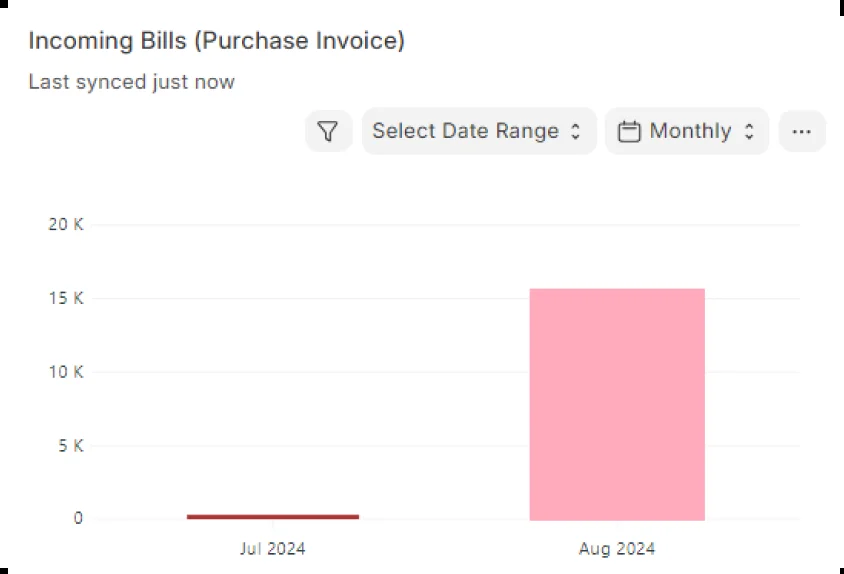 Incoming Bills (Purchase Invoice)
Last synced just now
Select Date Range Monthly ...
20 K
15 K
10 K
5 K
0
Jul 2024 Aug 2024